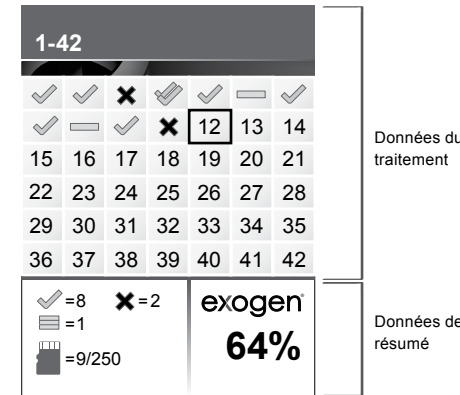 1-42
12 13 14
15 16 17 18 19 20 21
22 23 24 25 26 27 28
29 30 31 32 33 34 35
36 37 38 39 40 41 42
=8 =2
=1
=9/250
exogen
64%
Données du
traitement
Données de
résumé